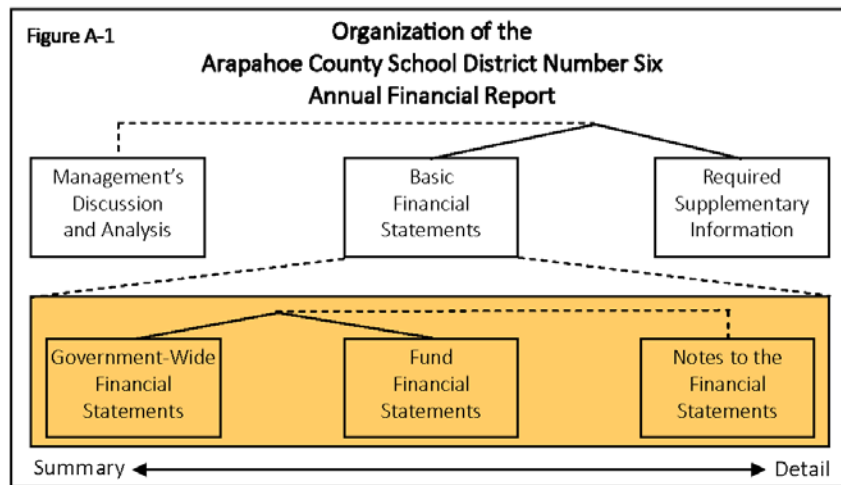 Figure A-1
Organization of the
Arapahoe County School District Number Six
Annual Financial Report
Management's
Discussion
and Analysis
Basic
Financial
Statements
Required
Supplementary
Information
Government-Wide
Financial
Statements
Fund
Financial
Statements
Notes to the
Financial
Statements
Summary
Detail